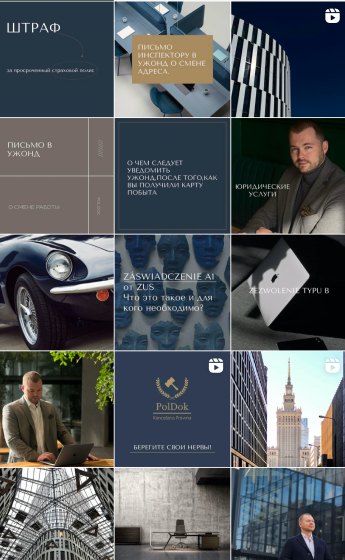 ШТРАФ
за просроченный страховой полис
ПИСЬМО
ИНСПЕКТОРУ В
УЖОНД О СМЕНЕ
АДРЕСА.
ПИСЬМО В
УЖОНД
О СМЕНЕ РАБОТЫ
О ЧЕМ СЛЕДУЕТ
УВЕДОМИТЬ
УЖОНД,ПОСЛЕ ТОГО,КАК
ВЫ ПОЛУЧИЛИ КАРТУ
ПОБЫТА
ЮРИДИЧЕСКИЕ
УСЛУГИ
ZAŚWIADCZENIE A1
от ZUS
Что это такое и для
кого необходимо?
ZEZWOLENIE TYPU B
PolDok
Kancelaria Prawna
БЕРЕГИТЕ СВОИ НЕРВЫ!